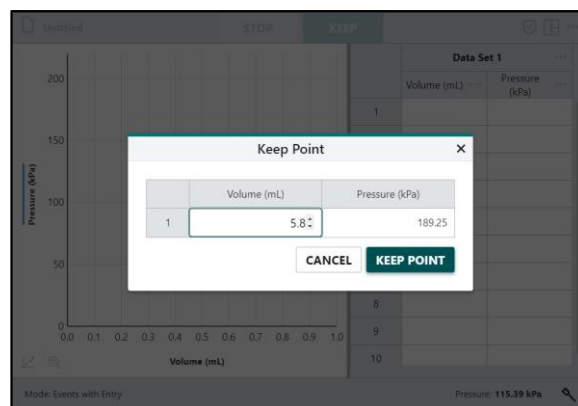 Untitled
STOP
KEEP
Data Set 1
Volume (mL)
Pressure (kPa)
1
8
9
10
Pressure (kPa)
200
150
100
50
0
0.0 0.1 0.2 0.3 0.4 0.5 0.6 0.7 0.8 0.9 1.0
Volume (mL)
Keep Point
Volume (mL) Pressure (kPa)
1 5.8 189.25
CANCEL KEEP POINT
Mode: Events with Entry
Pressure: 115.39 kPa